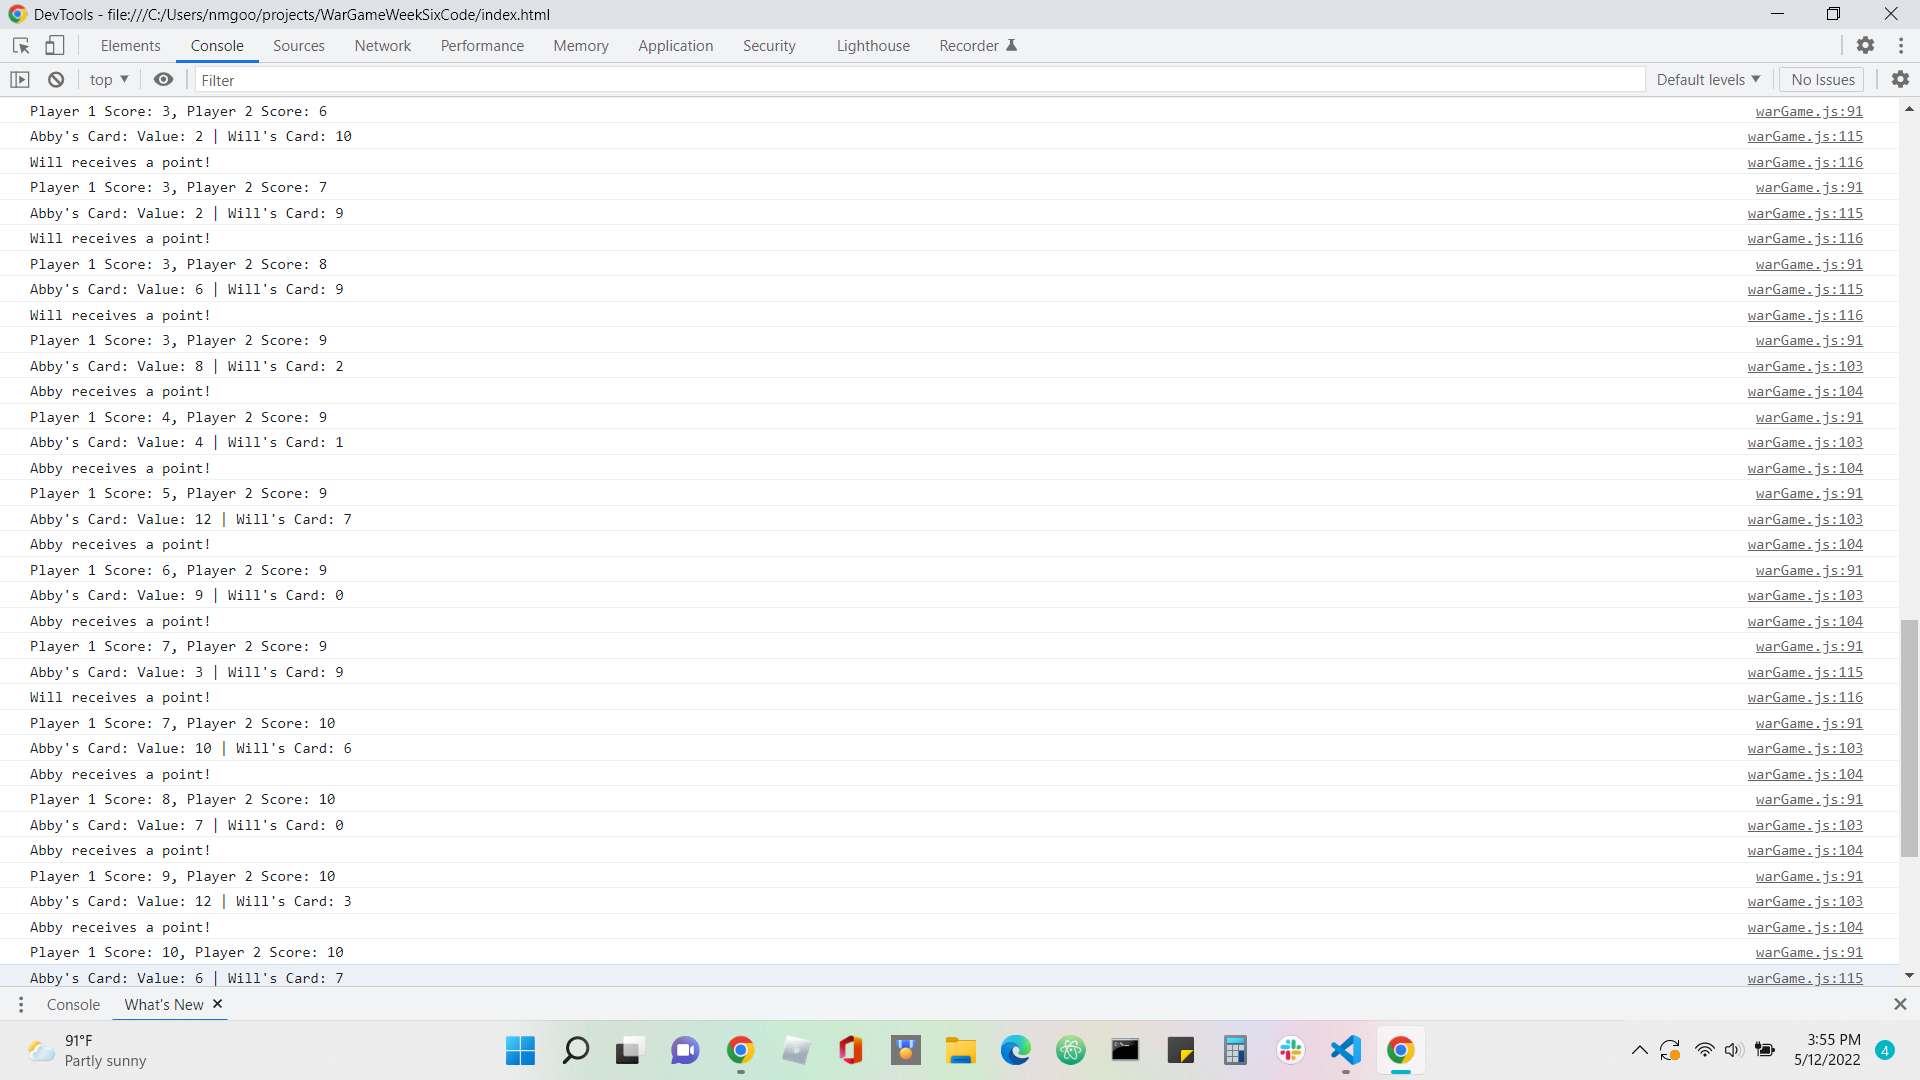 DevTools - file:///C:/Users/nmgoo/projects/WarGameWeekSixCode/index.html
Elements Console Sources Network Performance Memory Application Security Lighthouse Recorder
top Filter Default levels No Issues
Player 1 Score: 3, Player 2 Score: 6 warGame.js:91
Abby's Card: Value: 2 | Will's Card: 10 warGame.js:115
Will receives a point! warGame.js:116
Player 1 Score: 3, Player 2 Score: 7 warGame.js:91
Abby's Card: Value: 2 | Will's Card: 9 warGame.js:115
Will receives a point! warGame.js:116
Player 1 Score: 3, Player 2 Score: 8 warGame.js:91
Abby's Card: Value: 6 | Will's Card: 9 warGame.js:115
Will receives a point! warGame.js:116
Player 1 Score: 3, Player 2 Score: 9 warGame.js:91
Abby's Card: Value: 8 | Will's Card: 2 warGame.js:103
Abby receives a point! warGame.js:104
Player 1 Score: 4, Player 2 Score: 9 warGame.js:91
Abby's Card: Value: 4 | Will's Card: 1 warGame.js:103
Abby receives a point! warGame.js:104
Player 1 Score: 5, Player 2 Score: 9 warGame.js:91
Abby's Card: Value: 12 | Will's Card: 7 warGame.js:103
Abby receives a point! warGame.js:104
Player 1 Score: 6, Player 2 Score: 9 warGame.js:91
Abby's Card: Value: 9 | Will's Card: 0 warGame.js:103
Abby receives a point! warGame.js:104
Player 1 Score: 7, Player 2 Score: 9 warGame.js:91
Abby's Card: Value: 3 | Will's Card: 9 warGame.js:115
Will receives a point! warGame.js:116
Player 1 Score: 7, Player 2 Score: 10 warGame.js:91
Abby's Card: Value: 10 | Will's Card: 6 warGame.js:103
Abby receives a point! warGame.js:104
Player 1 Score: 8, Player 2 Score: 10 warGame.js:91
Abby's Card: Value: 7 | Will's Card: 0 warGame.js:103
Abby receives a point! warGame.js:104
Player 1 Score: 9, Player 2 Score: 10 warGame.js:91
Abby's Card: Value: 12 | Will's Card: 3 warGame.js:103
Abby receives a point! warGame.js:104
Player 1 Score: 10, Player 2 Score: 10 warGame.js:91
Abby's Card: Value: 6 | Will's Card: 7 warGame.js:115
Console What's New
91°F 3:55 PM
Partly sunny 5/12/2022 4